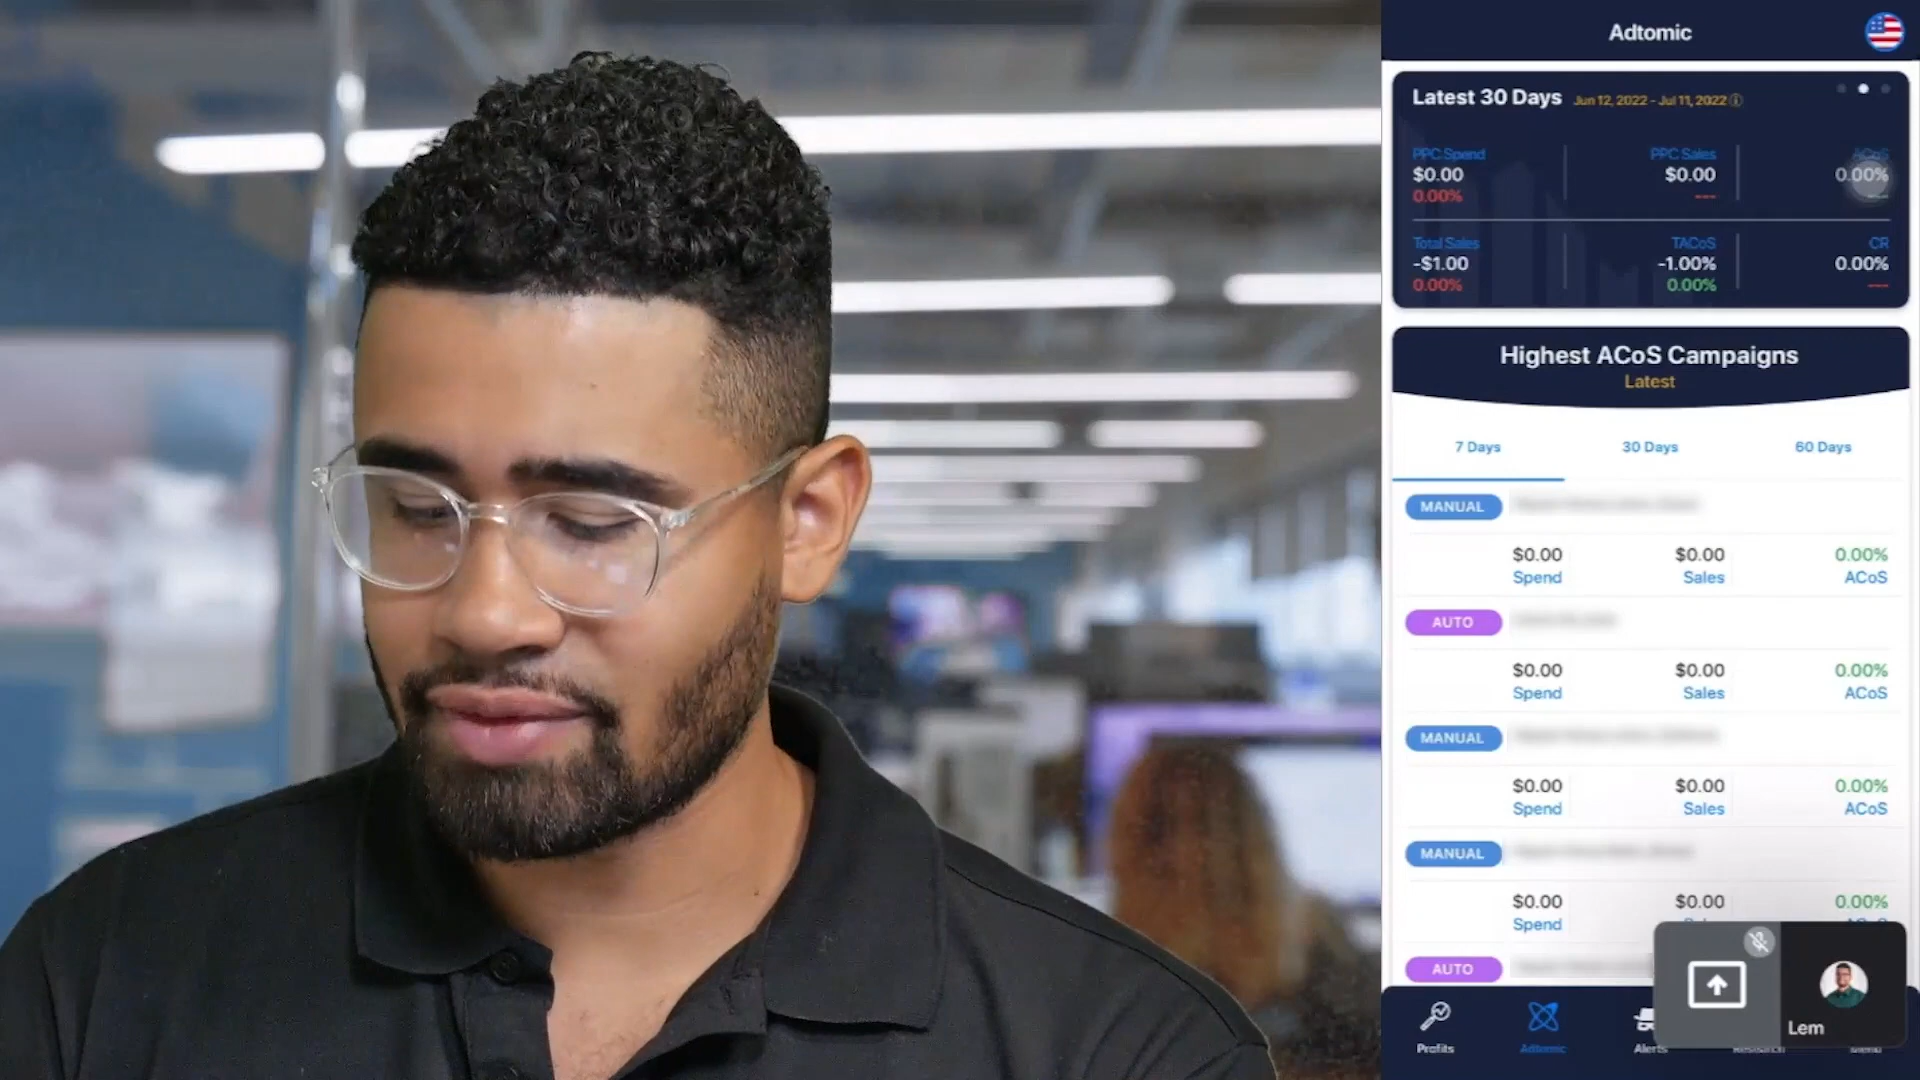 Adtomic
Latest 30 Days Jun 12, 2022 - Jul 11, 2022
PPC Spend PPC Sales ACoS
$0.00 $0.00 0.00%
0.00% ---
Total Sales TACoS CR
-$1.00 -1.00% 0.00%
0.00% 0.00% ---
Highest ACoS Campaigns
Latest
7 Days 30 Days 60 Days
MANUAL
$0.00 $0.00 0.00%
Spend Sales ACoS
AUTO
$0.00 $0.00 0.00%
Spend Sales ACoS
MANUAL
$0.00 $0.00 0.00%
Spend Sales ACoS
MANUAL
$0.00 $0.00 0.00%
Spend
AUTO
Lem
Profits Adtomic Alerts